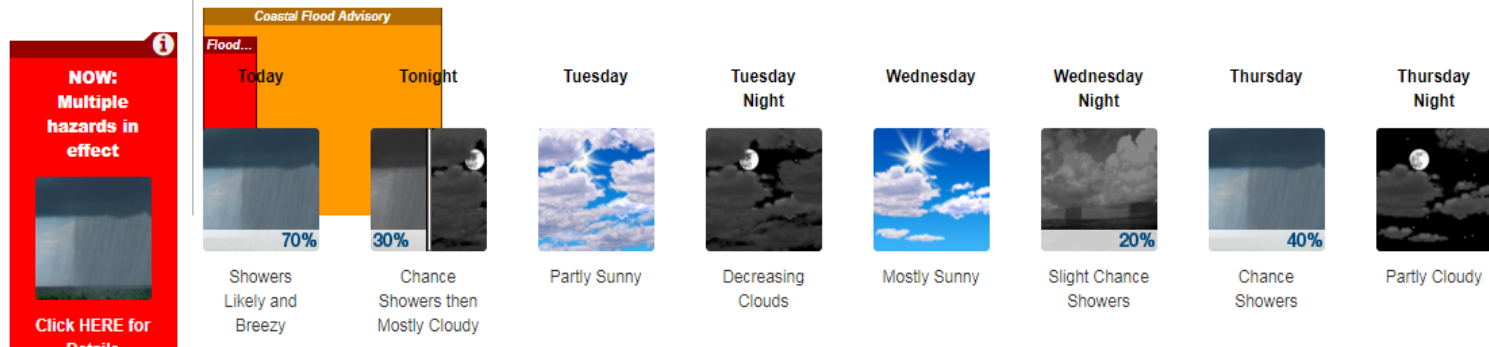 Coastal Flood Advisory
Flood...
NOW:
Multiple
hazards in
effect
Click HERE for
Details
Today
70%
Showers
Likely and
Breezy
Tonight
30%
Chance
Showers then
Mostly Cloudy
Tuesday
Partly Sunny
Tuesday
Night
Decreasing
Clouds
Wednesday
Mostly Sunny
Wednesday
Night
20%
Slight Chance
Showers
Thursday
40%
Chance
Showers
Thursday
Night
Partly Cloudy